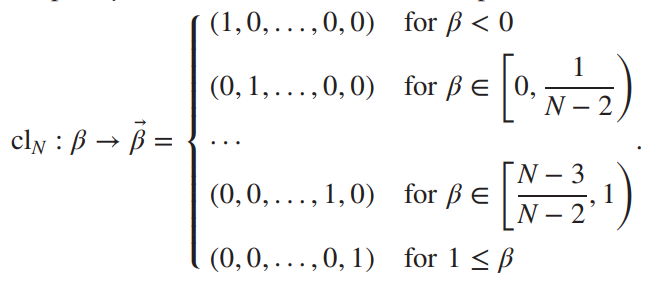 (1, 0, . . . , 0, 0) for β < 0
(0, 1, . . . , 0, 0) for β ∈ [0, 1/(N − 2))
cl_N : β → β⃗ = { . . .
(0, 0, . . . , 1, 0) for β ∈ [(N − 3)/(N − 2), 1) .
(0, 0, . . . , 0, 1) for 1 ≤ β